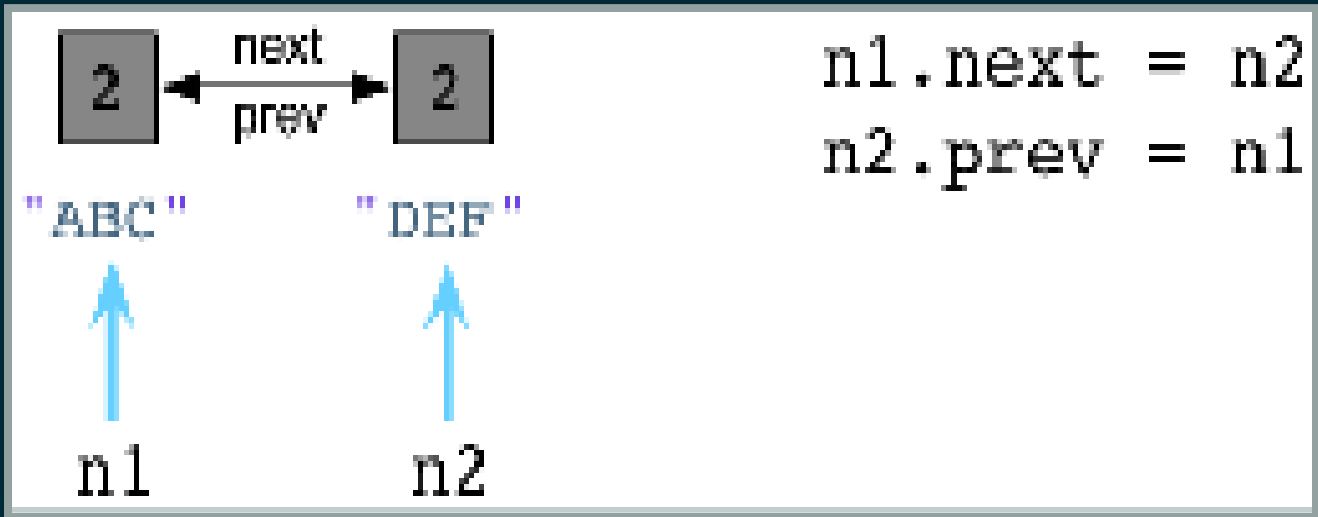 2 next 2
prev
"ABC" "DEF"
n1 n2
n1.next = n2
n2.prev = n1